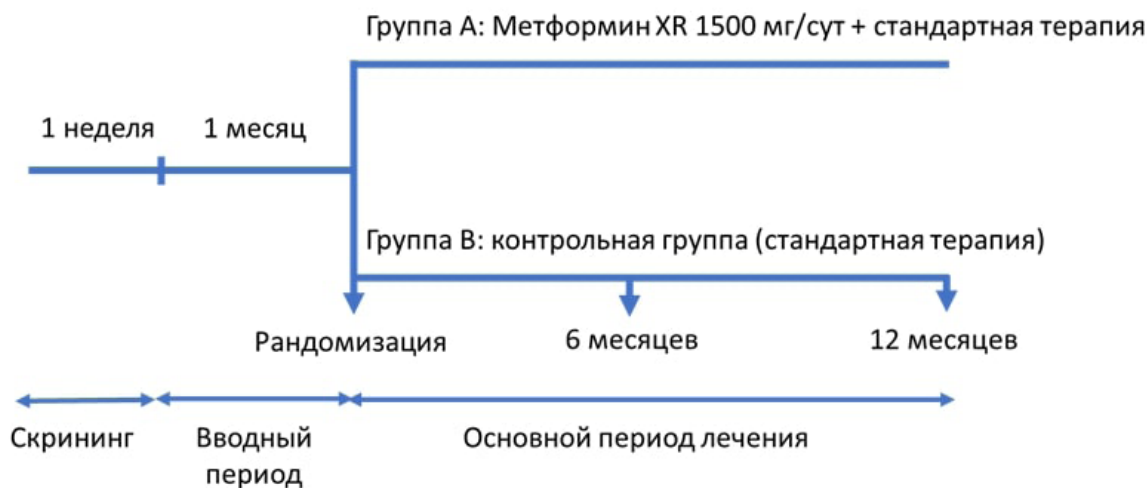 Группа А: Метформин XR 1500 мг/сут + стандартная терапия
1 неделя
1 месяц
Группа В: контрольная группа (стандартная терапия)
Рандомизация
6 месяцев
12 месяцев
Скрининг
Вводный
период
Основной период лечения